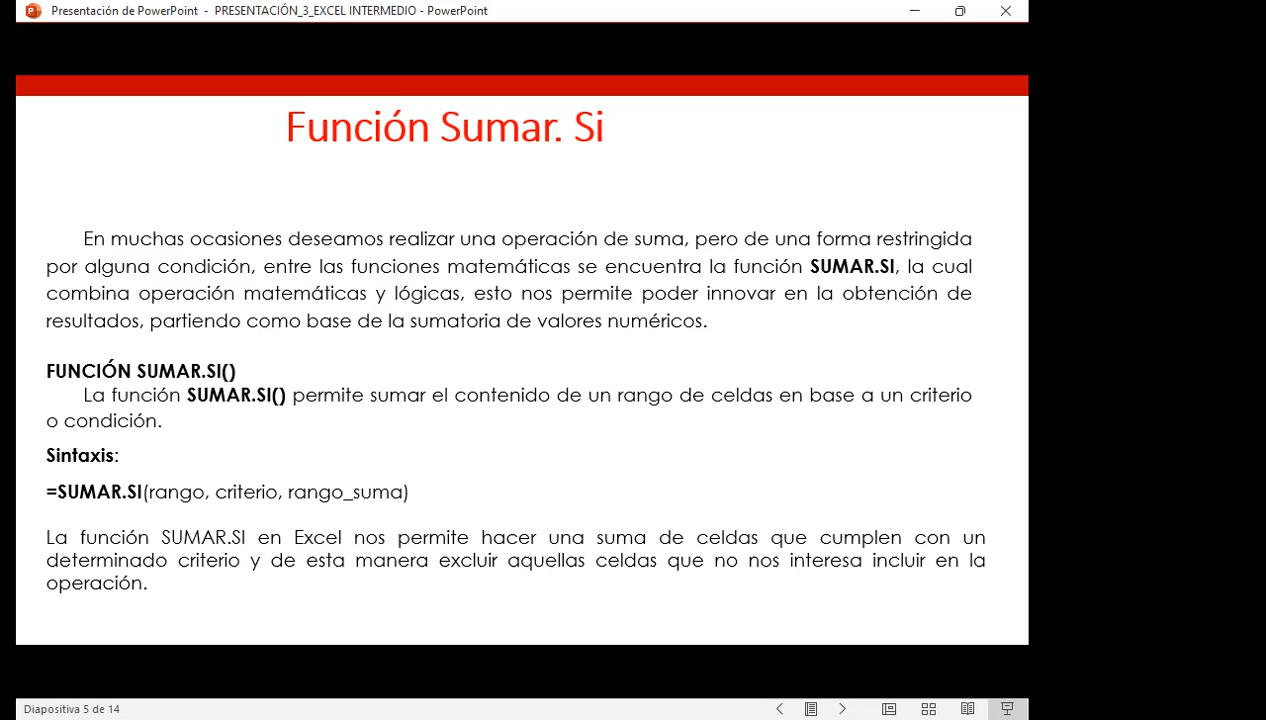 Presentación de PowerPoint - PRESENTACIÓN_3_EXCEL INTERMEDIO - PowerPoint
Función Sumar. Si
En muchas ocasiones deseamos realizar una operación de suma, pero de una forma restringida
por alguna condición, entre las funciones matemáticas se encuentra la función SUMAR.SI, la cual
combina operación matemáticas y lógicas, esto nos permite poder innovar en la obtención de
resultados, partiendo como base de la sumatoria de valores numéricos.
FUNCIÓN SUMAR.SI()
La función SUMAR.SI() permite sumar el contenido de un rango de celdas en base a un criterio
o condición.
Sintaxis:
=SUMAR.SI(rango, criterio, rango_suma)
La función SUMAR.SI en Excel nos permite hacer una suma de celdas que cumplen con un
determinado criterio y de esta manera excluir aquellas celdas que no nos interesa incluir en la
operación.
Diapositiva 5 de 14